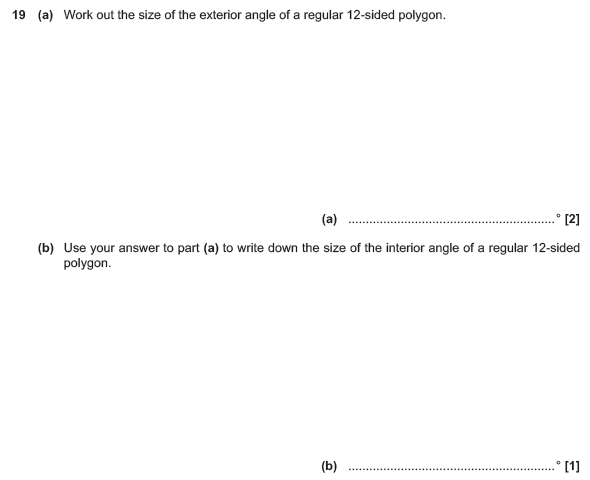 19 (a) Work out the size of the exterior angle of a regular 12-sided polygon.
(a) ........................................................... ° [2]
(b) Use your answer to part (a) to write down the size of the interior angle of a regular 12-sided
polygon.
(b) ........................................................... ° [1]